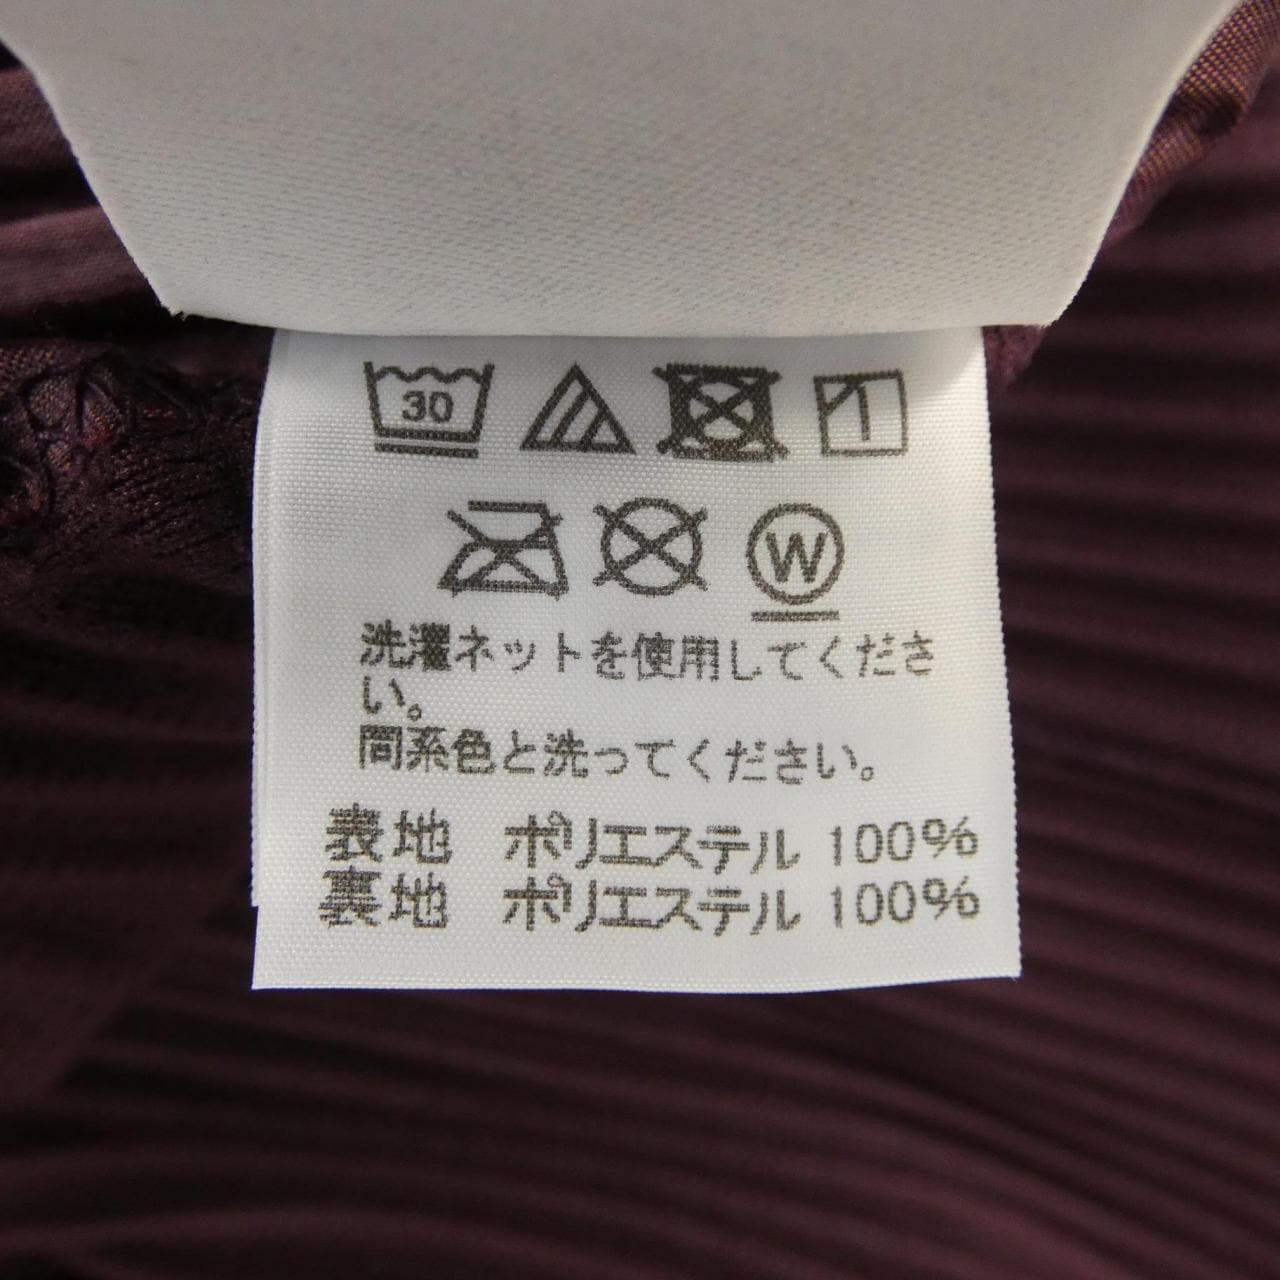 30
W
洗濯ネットを使用してくださ
い。
同系色と洗ってください。
表地 ポリエステル 100%
裏地 ポリエステル 100%